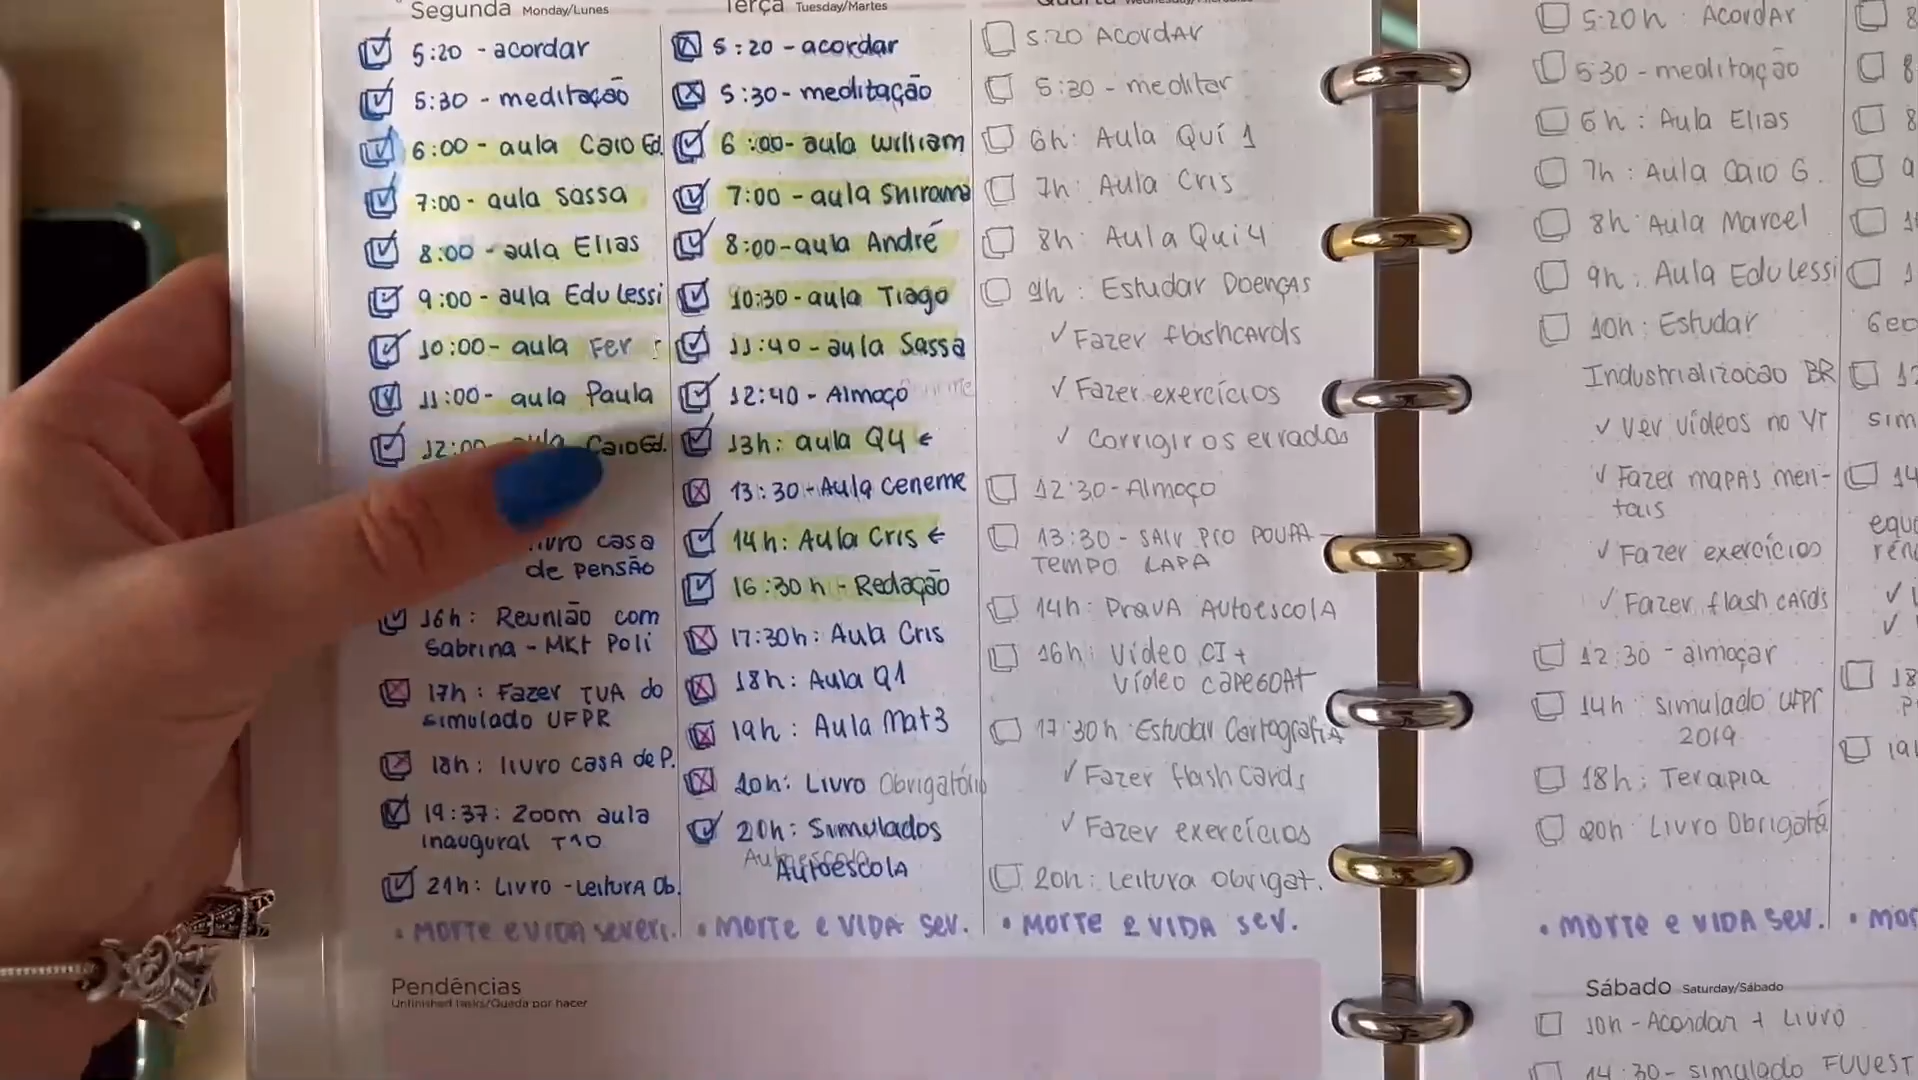 Segunda Monday/Lunes
5:20 - acordar
5:30 - meditação
6:00 - aula Caio Ed.
7:00 - aula Sassa
8:00 - aula Elias
9:00 - aula Edu Lessi
10:00 - aula Fer
11:00 - aula Paula
12:00 - aula Caio Ed.
livro casa
de pensão
16h: Reunião com
Sabrina - MKt Poli
17h: Fazer TUA do
simulado UFPR
18h: livro casa de P.
19:37: Zoom aula
inaugural T10
21h: Livro - Leitura Ob.
• MORTE e VIDA severi.
Terça Tuesday/Martes
5:20 - acordar
5:30 - meditação
6:00 - aula William
7:00 - aula Shirama
8:00 - aula André
10:30 - aula Tiago
11:40 - aula Sassa
12:40 - Almoço
13h: aula Q4 ←
13:30 - Aula ceneme
14h: Aula Cris ←
16:30 h - Redação
17:30h: Aula Cris
18h: Aula Q1
19h: Aula Mat3
20h: Livro Obrigatório
20h: Simulados
Autoescola
• MORTE e VIDA SEV.
5:20 Acordar
5:30 - meditar
6h: Aula Quí 1
7h: Aula Cris
8h: Aula Qui 4
9h: Estudar Doenças
✓ Fazer flashcards
✓ Fazer exercícios
✓ Corrigir os errados
12:30 - Almoço
13:30 - SAIr pro POUPA-
TEMPO LAPA
14h: Prova Autoescola
16h: Vídeo CI +
Vídeo CAPEGOAT
17:30h: Estudar Cartografia
✓ Fazer flashcards
✓ Fazer exercícios
20h: Leitura Obrigat.
• MORTE e VIDA SEV.
Pendências
Unfinished tasks/Queda por hacer
5:20h: Acordar
5:30 - meditação
6h: Aula Elias
7h: Aula Caio G.
8h: Aula Marcel
9h: Aula Edu Lessi
10h: Estudar
Industrializacao BR
✓ Ver vídeos no YT
✓ Fazer mapas men-
tais
✓ Fazer exercícios
✓ Fazer flashcards
12:30 - almoçar
14h: simulado UFPR
2019
18h: Terapia
20h: Livro Obrigató
• MORTE e VIDA SEV.
Sábado Saturday/Sábado
10h - Acordar + Livro
14:30 - simulado FUVEST